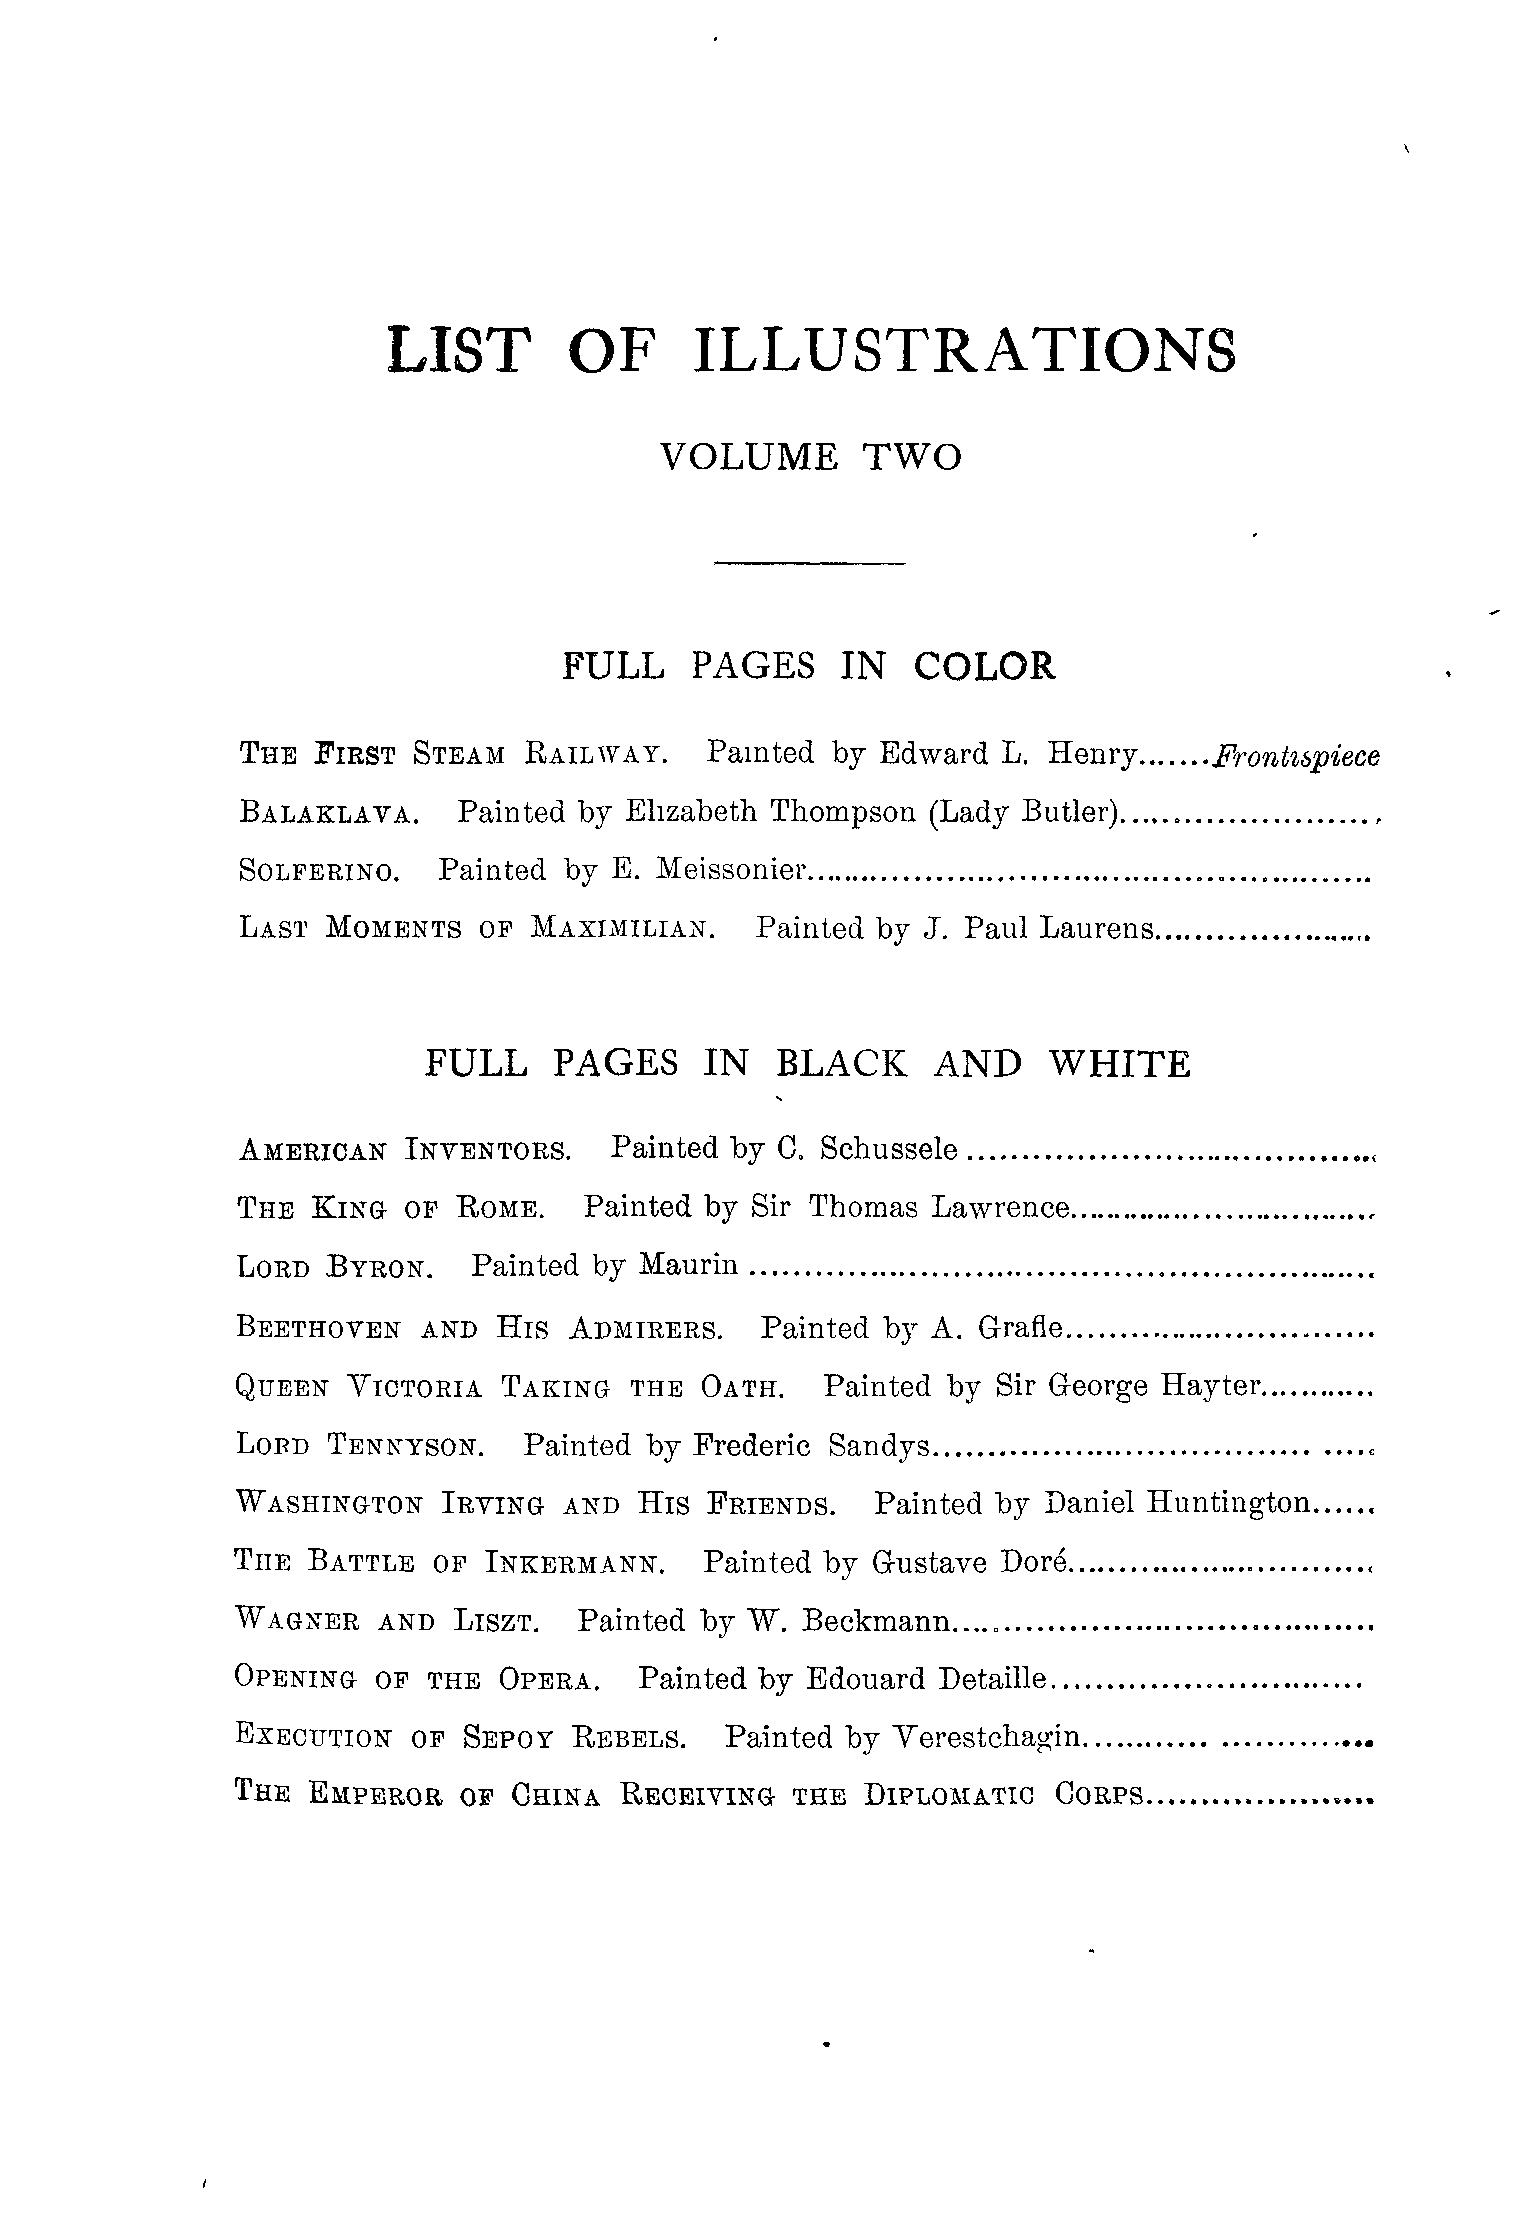 LIST OF ILLUSTRATIONS
VOLUME TWO
FULL PAGES IN COLOR
THE FIRST STEAM RAILWAY. Painted by Edward L. Henry.......Frontispiece
BALAKLAVA. Painted by Elizabeth Thompson (Lady Butler)..........................
SOLFERINO. Painted by E. Meissonier............................................................
LAST MOMENTS OF MAXIMILIAN. Painted by J. Paul Laurens.......................
FULL PAGES IN BLACK AND WHITE
AMERICAN INVENTORS. Painted by C. Schussele............................................
THE KING OF ROME. Painted by Sir Thomas Lawrence.................................
LORD BYRON. Painted by Maurin..................................................................
BEETHOVEN AND HIS ADMIRERS. Painted by A. Grafle................................
QUEEN VICTORIA TAKING THE OATH. Painted by Sir George Hayter............
LORD TENNYSON. Painted by Frederic Sandys...............................................
WASHINGTON IRVING AND HIS FRIENDS. Painted by Daniel Huntington......
THE BATTLE OF INKERMANN. Painted by Gustave Doré................................
WAGNER AND LISZT. Painted by W. Beckmann.............................................
OPENING OF THE OPERA. Painted by Edouard Detaille................................
EXECUTION OF SEPOY REBELS. Painted by Verestchagin..............................
THE EMPEROR OF CHINA RECEIVING THE DIPLOMATIC CORPS......................